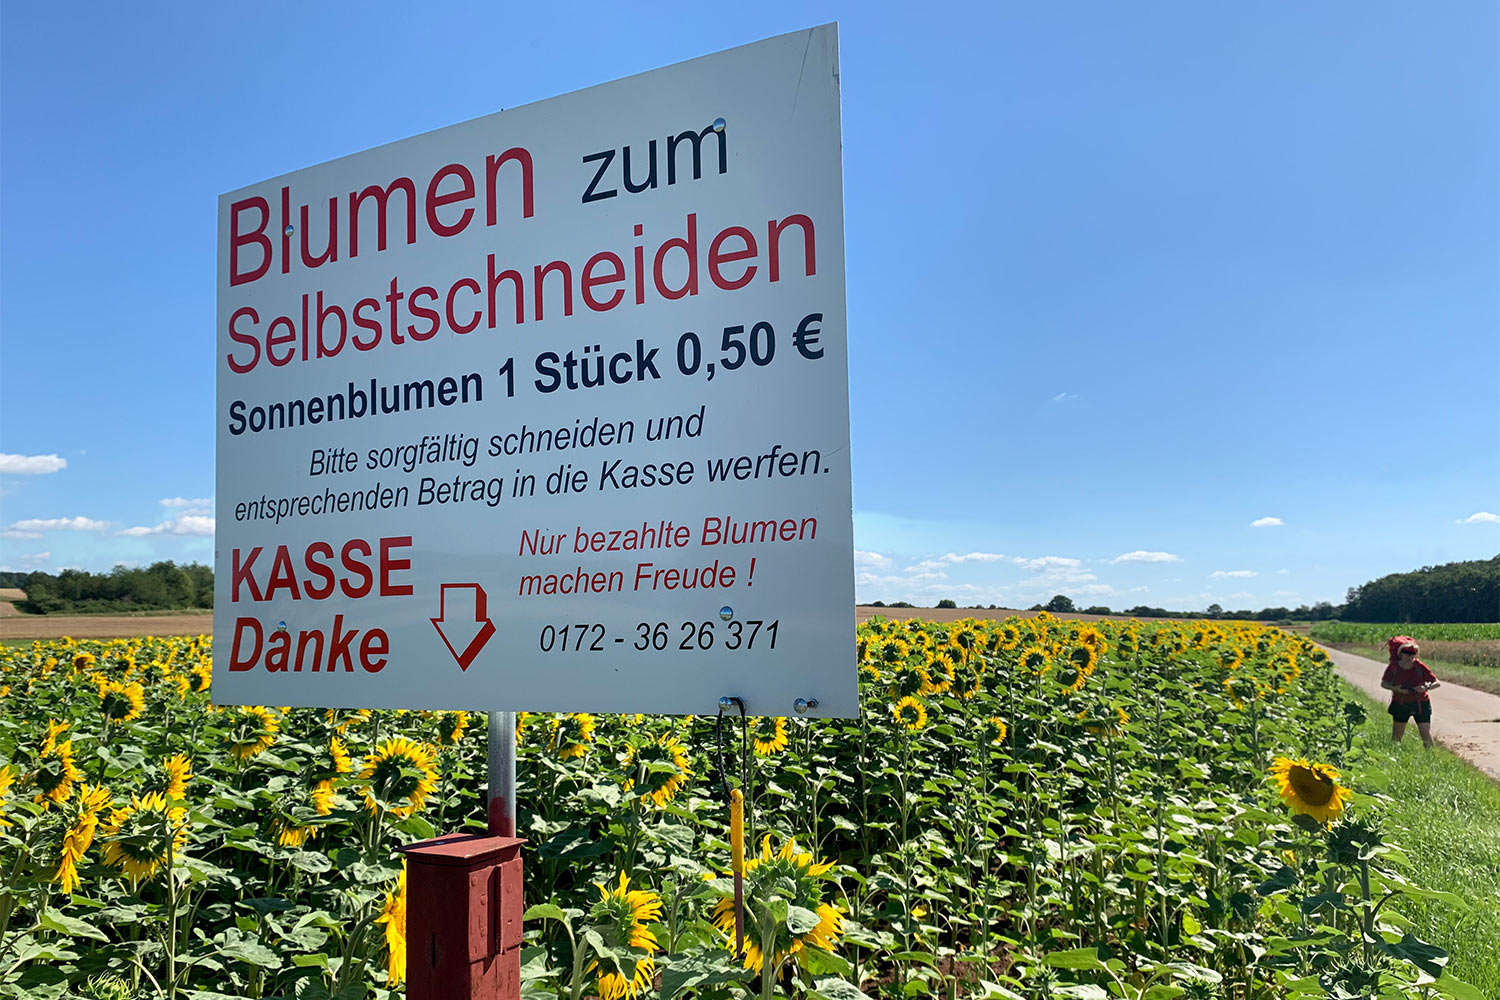 Blumen zum
Selbstschneiden
Sonnenblumen 1 Stück 0,50 €
Bitte sorgfältig schneiden und
entsprechenden Betrag in die Kasse werfen.
KASSE
Danke
Nur bezahlte Blumen
machen Freude !
0172 - 36 26 371